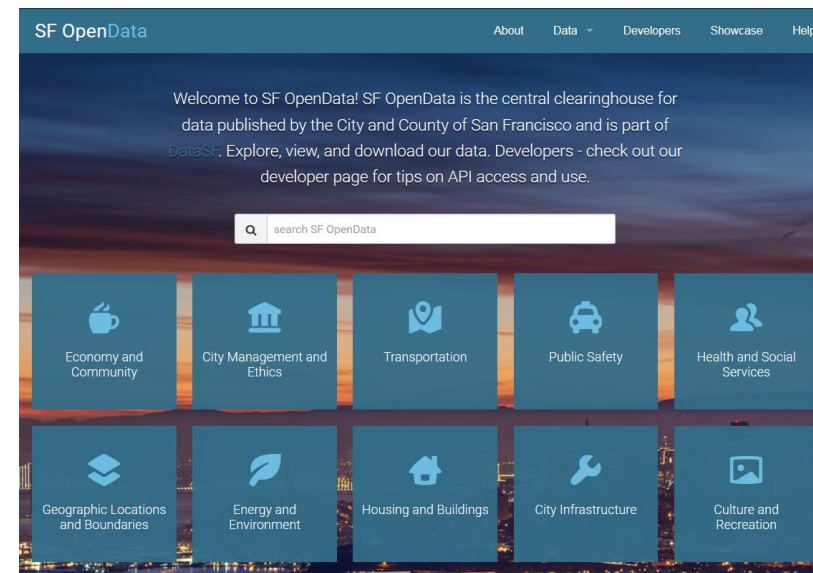 SF OpenData
About Data Developers Showcase Help
Welcome to SF OpenData! SF OpenData is the central clearinghouse for
data published by the City and County of San Francisco and is part of
DataSF. Explore, view, and download our data. Developers - check out our
developer page for tips on API access and use.
search SF OpenData
Economy and
Community
City Management and
Ethics
Transportation
Public Safety
Health and Social
Services
Geographic Locations
and Boundaries
Energy and
Environment
Housing and Buildings
City Infrastructure
Culture and
Recreation